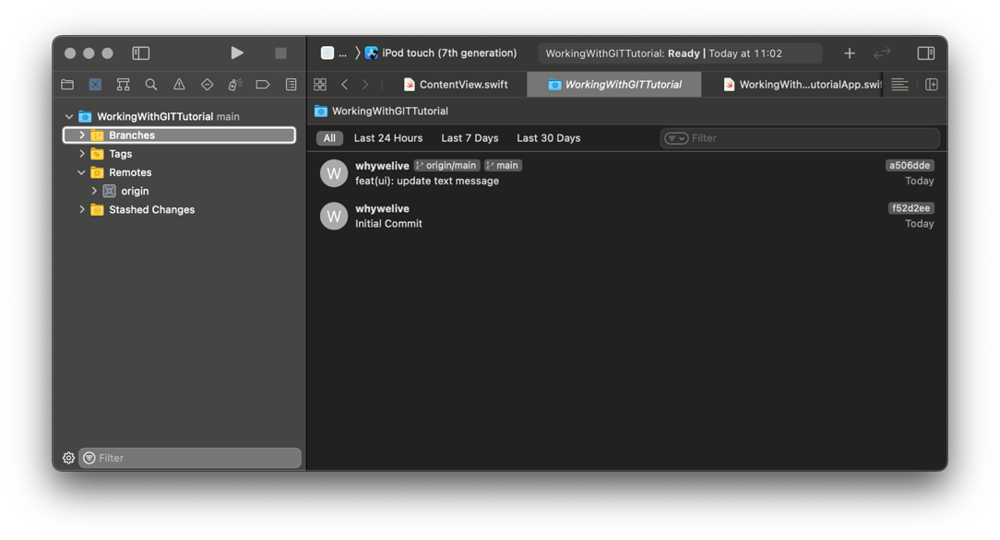 ... iPod touch (7th generation)
WorkingWithGITTutorial: Ready | Today at 11:02
ContentView.swift
WorkingWithGITTutorial
WorkingWith...utorialApp.swif
WorkingWithGITTutorial main
Branches
Tags
Remotes
origin
Stashed Changes
Filter
WorkingWithGITTutorial
All Last 24 Hours Last 7 Days Last 30 Days Filter
whywelive origin/main main a506dde
feat(ui): update text message Today
W
whywelive f52d2ee
Initial Commit Today
W